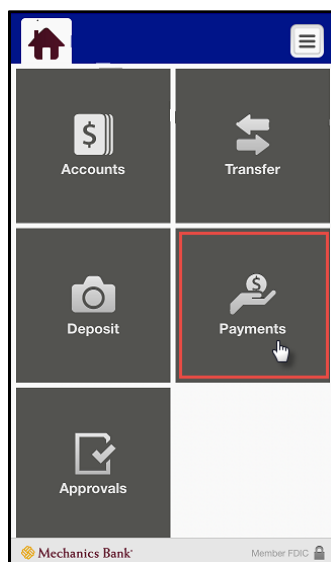 Accounts
Transfer
Deposit
Payments
Approvals
Mechanics Bank
Member FDIC